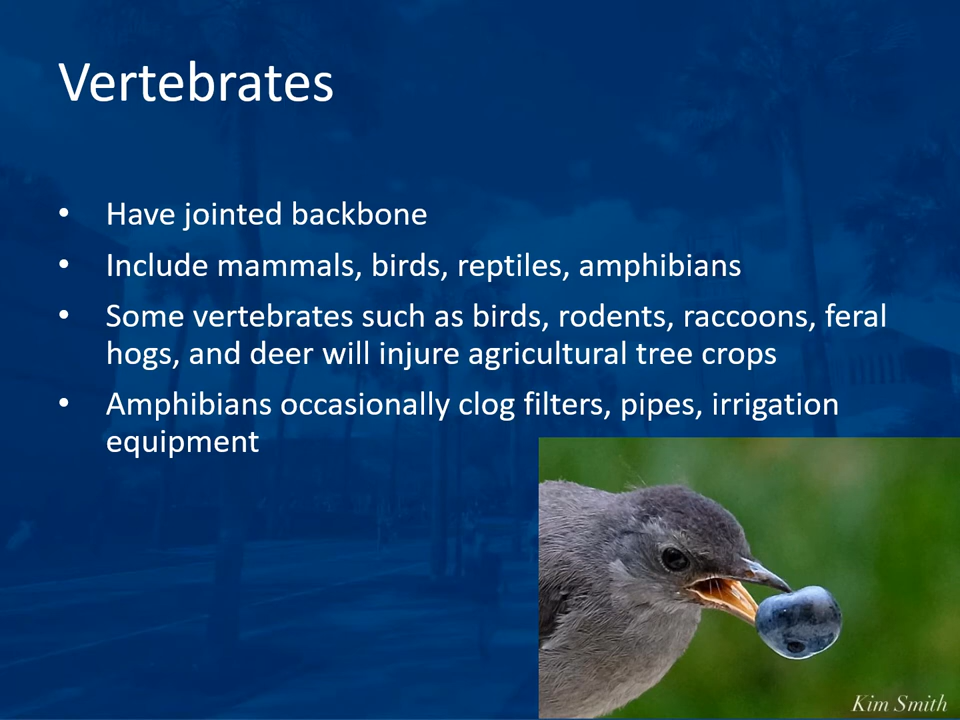 Vertebrates
• Have jointed backbone
• Include mammals, birds, reptiles, amphibians
• Some vertebrates such as birds, rodents, raccoons, feral
hogs, and deer will injure agricultural tree crops
• Amphibians occasionally clog filters, pipes, irrigation
equipment
Kim Smith